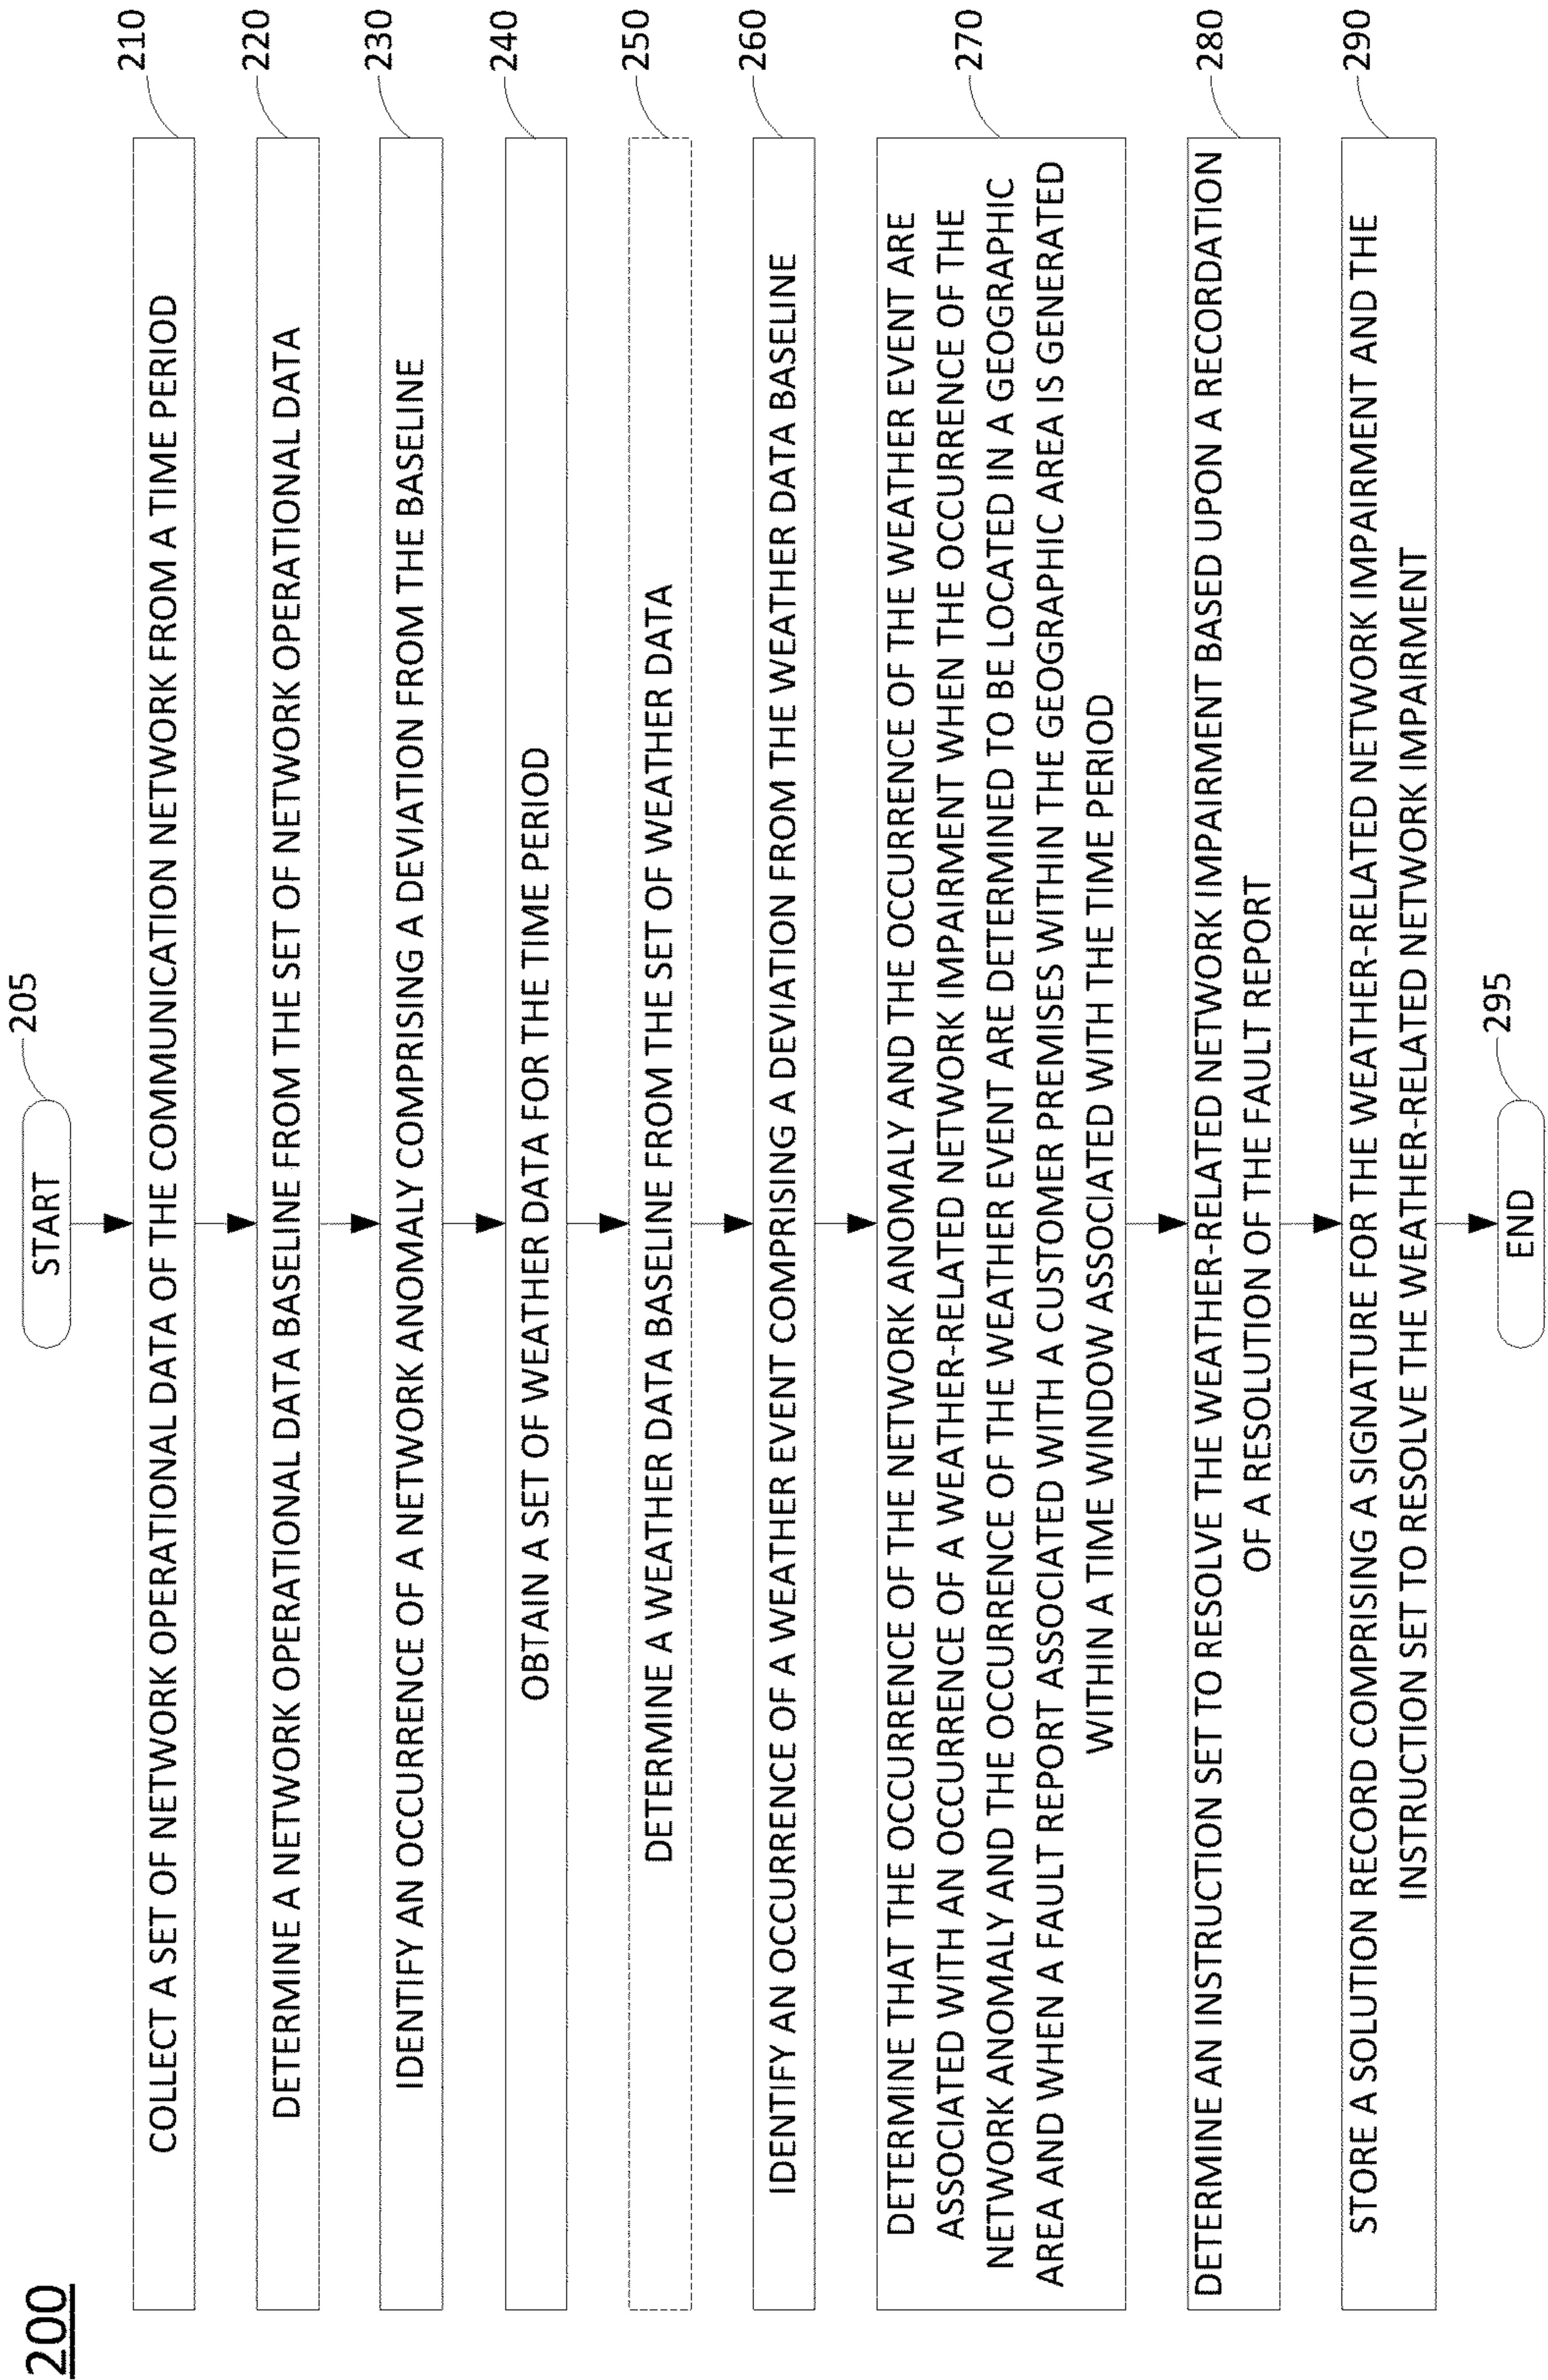 200
START
205
COLLECT A SET OF NETWORK OPERATIONAL DATA OF THE COMMUNICATION NETWORK FROM A TIME PERIOD
210
DETERMINE A NETWORK OPERATIONAL DATA BASELINE FROM THE SET OF NETWORK OPERATIONAL DATA
220
IDENTIFY AN OCCURRENCE OF A NETWORK ANOMALY COMPRISING A DEVIATION FROM THE BASELINE
230
OBTAIN A SET OF WEATHER DATA FOR THE TIME PERIOD
240
DETERMINE A WEATHER DATA BASELINE FROM THE SET OF WEATHER DATA
250
IDENTIFY AN OCCURRENCE OF A WEATHER EVENT COMPRISING A DEVIATION FROM THE WEATHER DATA BASELINE
260
DETERMINE THAT THE OCCURRENCE OF THE NETWORK ANOMALY AND THE OCCURRENCE OF THE WEATHER EVENT ARE
ASSOCIATED WITH AN OCCURRENCE OF A WEATHER-RELATED NETWORK IMPAIRMENT WHEN THE OCCURRENCE OF THE
NETWORK ANOMALY AND THE OCCURRENCE OF THE WEATHER EVENT ARE DETERMINED TO BE LOCATED IN A GEOGRAPHIC
AREA AND WHEN A FAULT REPORT ASSOCIATED WITH A CUSTOMER PREMISES WITHIN THE GEOGRAPHIC AREA IS GENERATED
WITHIN A TIME WINDOW ASSOCIATED WITH THE TIME PERIOD
270
DETERMINE AN INSTRUCTION SET TO RESOLVE THE WEATHER-RELATED NETWORK IMPAIRMENT BASED UPON A RECORDATION
OF A RESOLUTION OF THE FAULT REPORT
280
STORE A SOLUTION RECORD COMPRISING A SIGNATURE FOR THE WEATHER-RELATED NETWORK IMPAIRMENT AND THE
INSTRUCTION SET TO RESOLVE THE WEATHER-RELATED NETWORK IMPAIRMENT
290
END
295